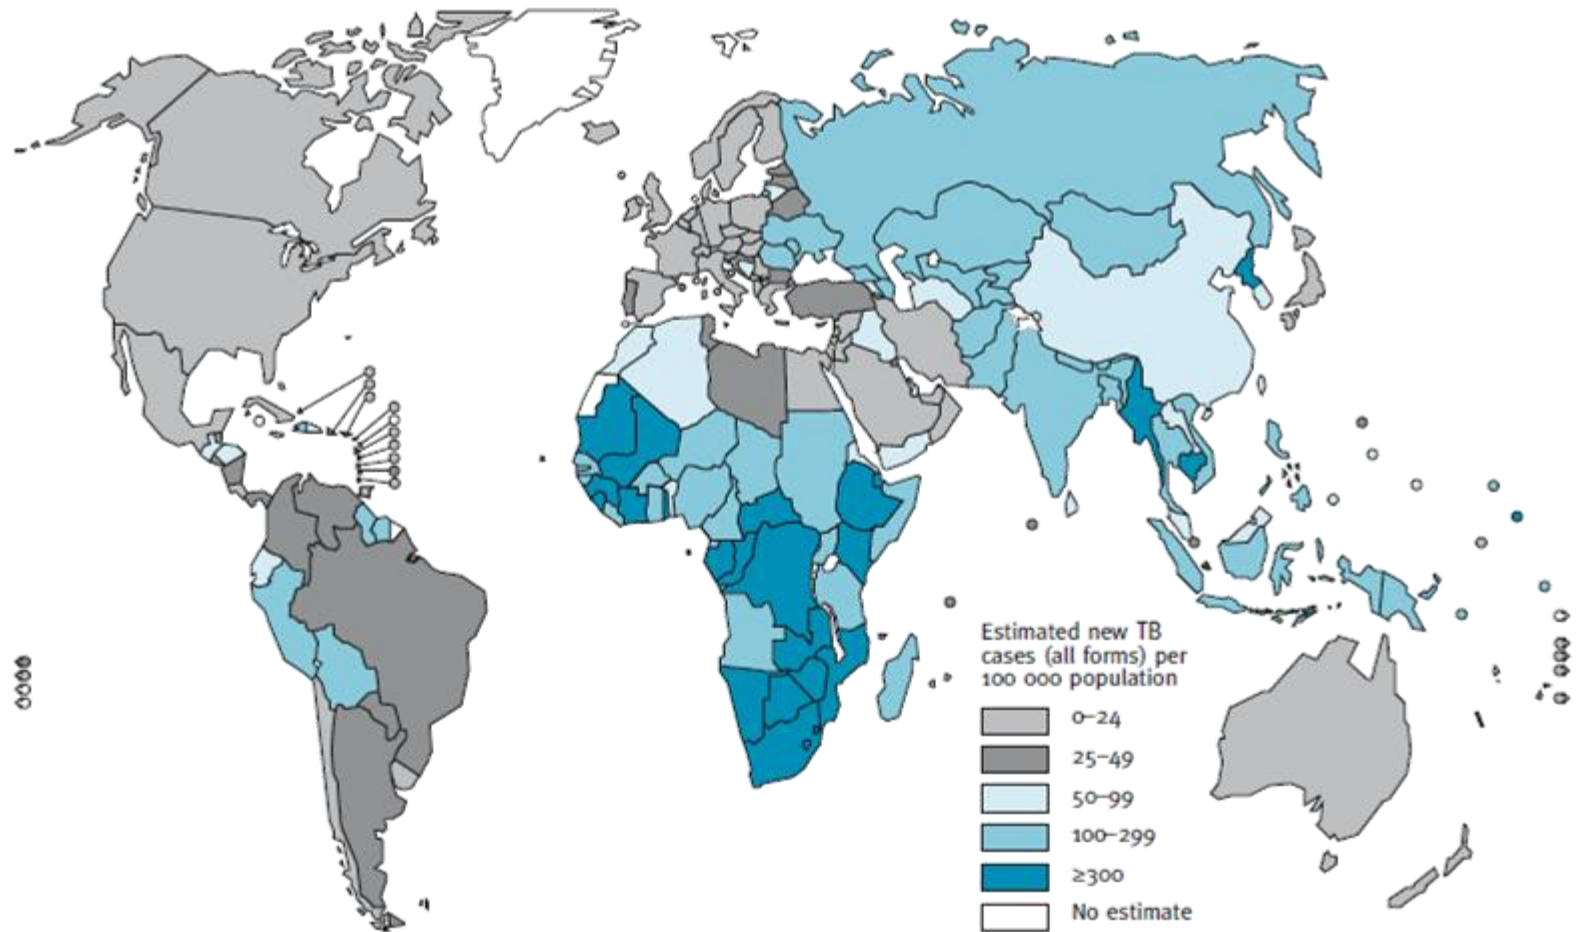 Estimated new TB
cases (all forms) per
100 000 population
0–24
25–49
50–99
100–299
≥300
No estimate